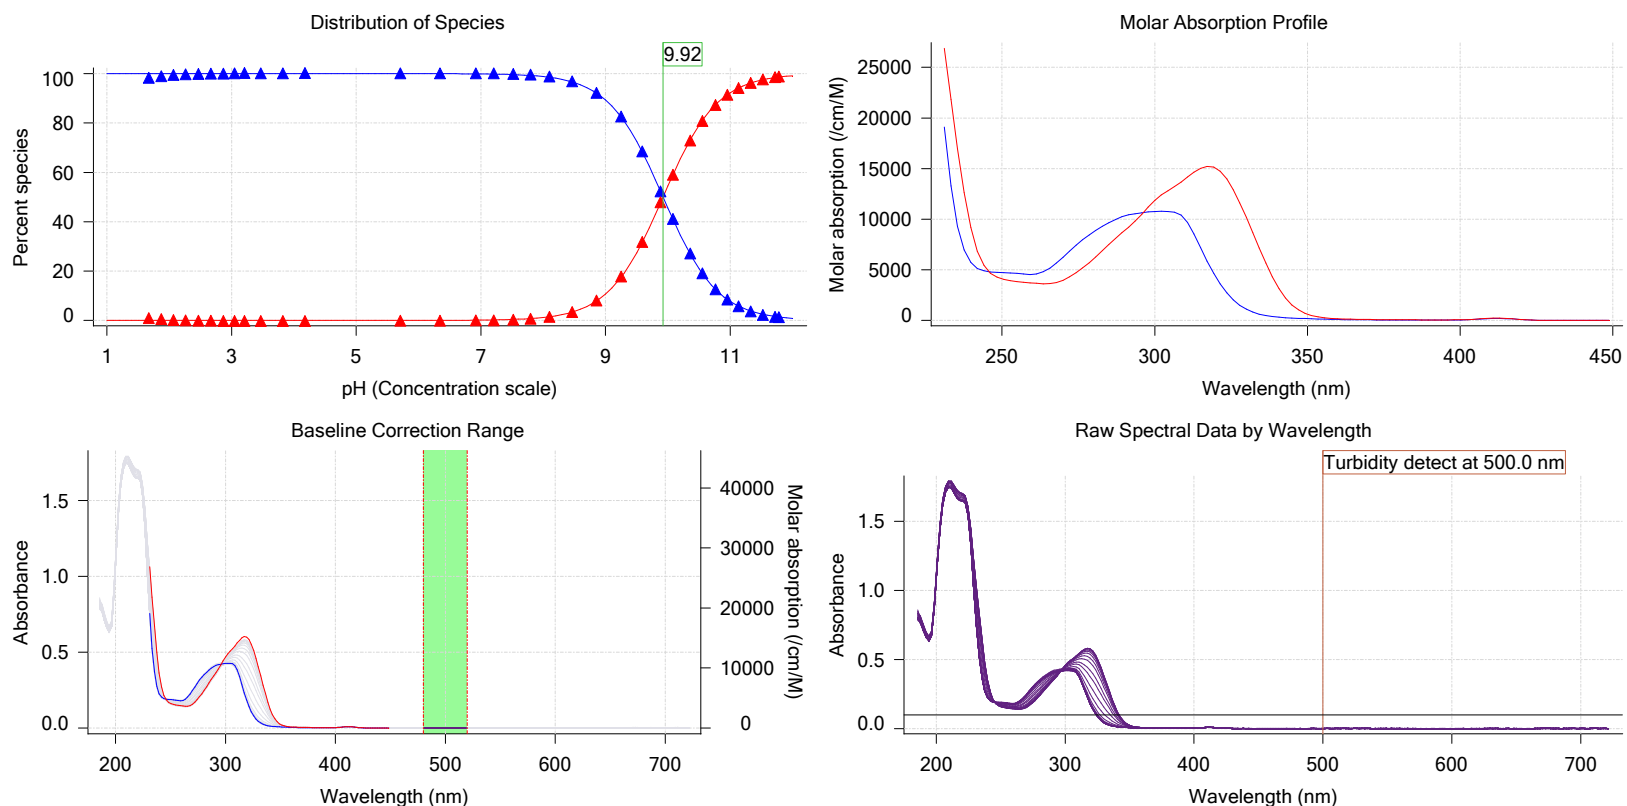 Distribution of Species
9.92
Percent species
100
80
60
40
20
0
1 3 5 7 9 11
pH (Concentration scale)
Molar Absorption Profile
Molar absorption (/cm/M)
25000
20000
15000
10000
5000
0
250 300 350 400 450
Wavelength (nm)
Baseline Correction Range
Absorbance
1.5
1.0
0.5
0.0
40000
30000
20000
10000
0
Molar absorption (/cm/M)
200 300 400 500 600 700
Wavelength (nm)
Raw Spectral Data by Wavelength
Turbidity detect at 500.0 nm
Absorbance
1.5
1.0
0.5
0.0
200 300 400 500 600 700
Wavelength (nm)